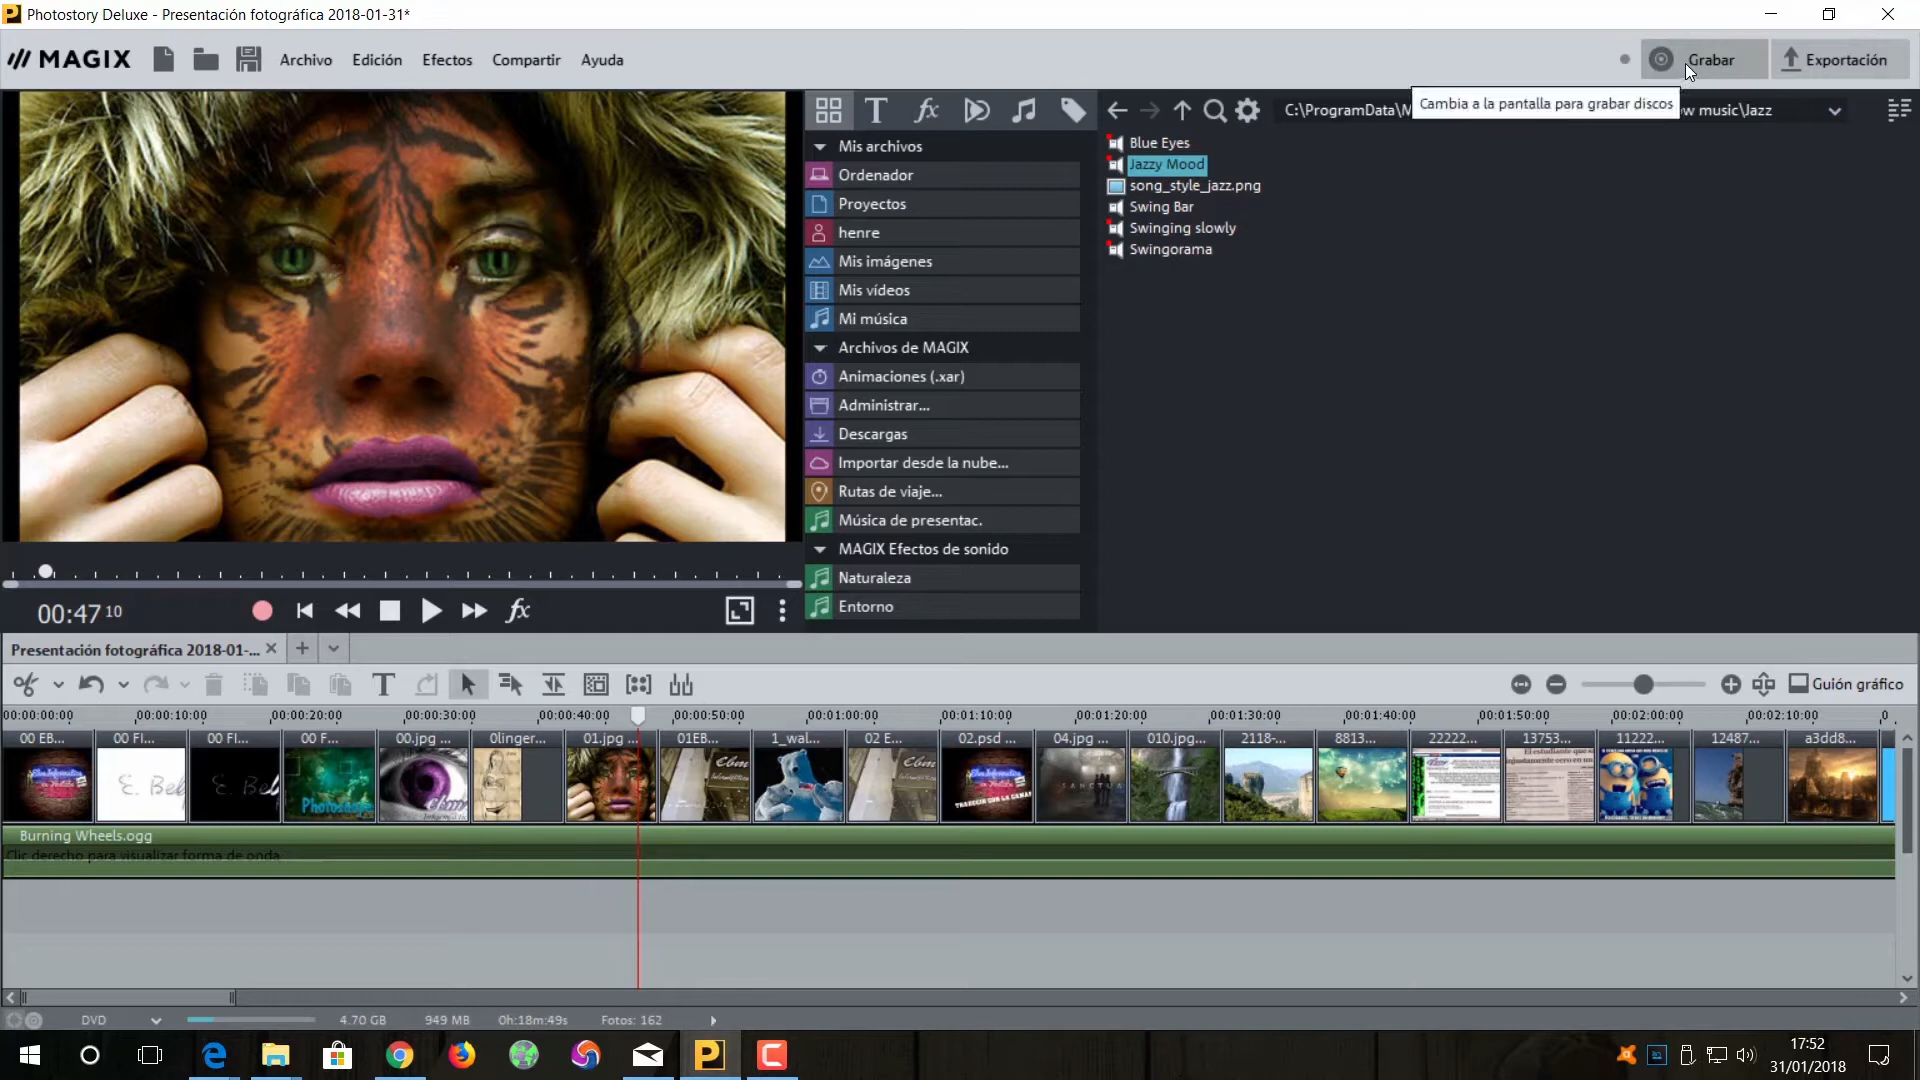 Photostory Deluxe - Presentación fotográfica 2018-01-31*
MAGIX
Archivo
Edición
Efectos
Compartir
Ayuda
Grabar
Exportación
Cambia a la pantalla para grabar discos
C:\ProgramData\M
ow music\Jazz
Mis archivos
Ordenador
Proyectos
henre
Mis imágenes
Mis vídeos
Mi música
Archivos de MAGIX
Animaciones (.xar)
Administrar...
Descargas
Importar desde la nube...
Rutas de viaje...
Música de presentac.
MAGIX Efectos de sonido
Naturaleza
Entorno
Blue Eyes
Jazzy Mood
song_style_jazz.png
Swing Bar
Swinging slowly
Swingorama
00:47 10
Presentación fotográfica 2018-01-...
Guión gráfico
00:00:00:00
00:00:10:00
00:00:20:00
00:00:30:00
00:00:40:00
00:00:50:00
00:01:00:00
00:01:10:00
00:01:20:00
00:01:30:00
00:01:40:00
00:01:50:00
00:02:00:00
00:02:10:00
00 EB...
00 FI...
00 FI...
00 F...
00.jpg ...
0linger...
01.jpg ...
01EB...
1_wal...
02 E...
02.psd ...
04.jpg ...
010.jpg...
2118-...
8813...
22222...
13753...
11222...
12487...
a3dd8...
Burning Wheels.ogg
Clic derecho para visualizar forma de onda
DVD
4.70 GB
949 MB
0h:18m:49s
Fotos: 162
17:52
31/01/2018